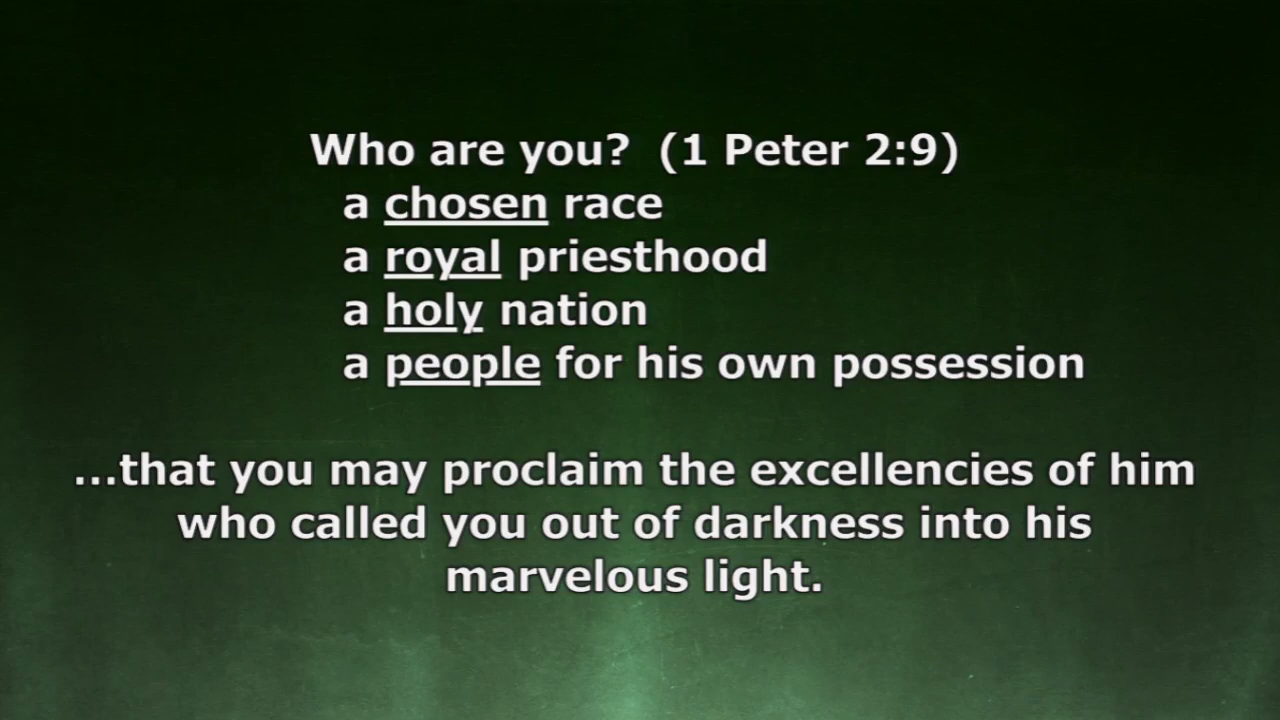 Who are you?  (1 Peter 2:9)
a chosen race
a royal priesthood
a holy nation
a people for his own possession
...that you may proclaim the excellencies of him
who called you out of darkness into his
marvelous light.